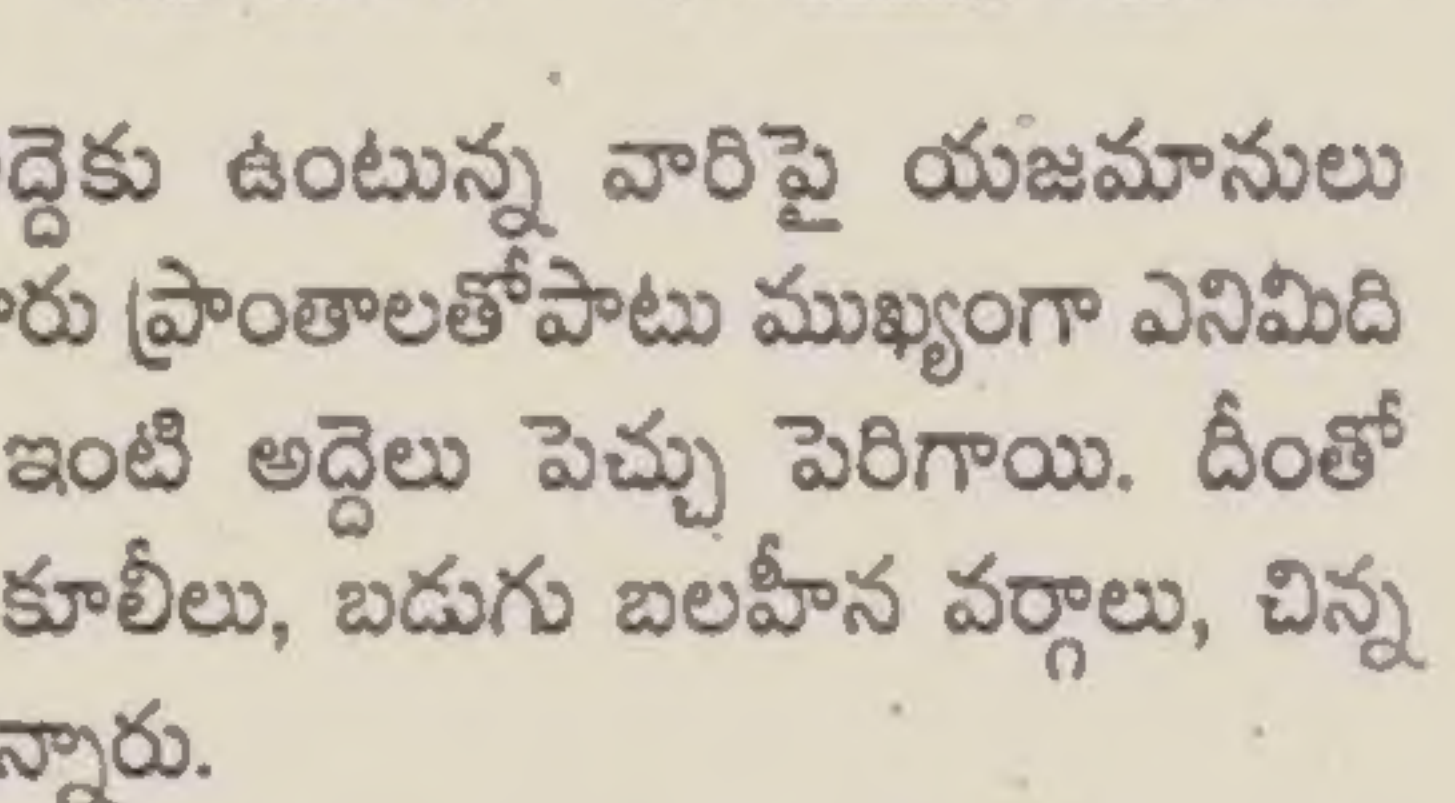 ద్దెకు ఉంటున్న వారిపై యజమానులు
రు ప్రాంతాలతోపాటు ముఖ్యంగా ఎనిమిది
ఇంటి అద్దెలు పెచ్చు పెరిగాయి. దీంతో
కూలీలు, బడుగు బలహీన వర్గాలు, చిన్న
న్నారు.